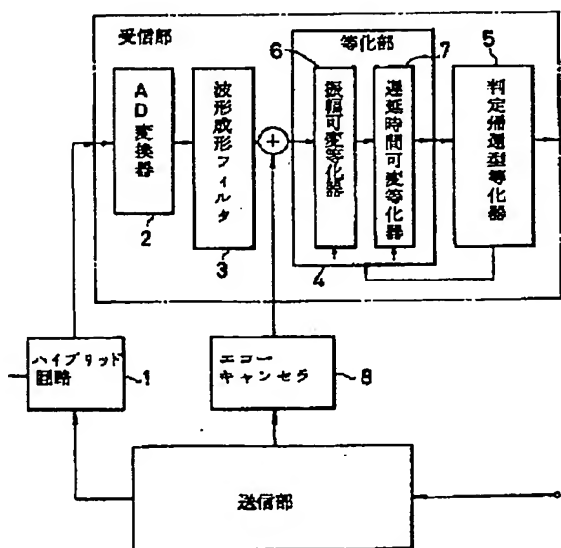 受信部
AD変換器
2
波形成形フィルタ
3
+
等化部
6
振幅可変等化器
7
遅延時間可変等化器
4
5
判定帰還型等化器
ハイブリッド
回路
1
エコー
キャンセラ
8
送信部